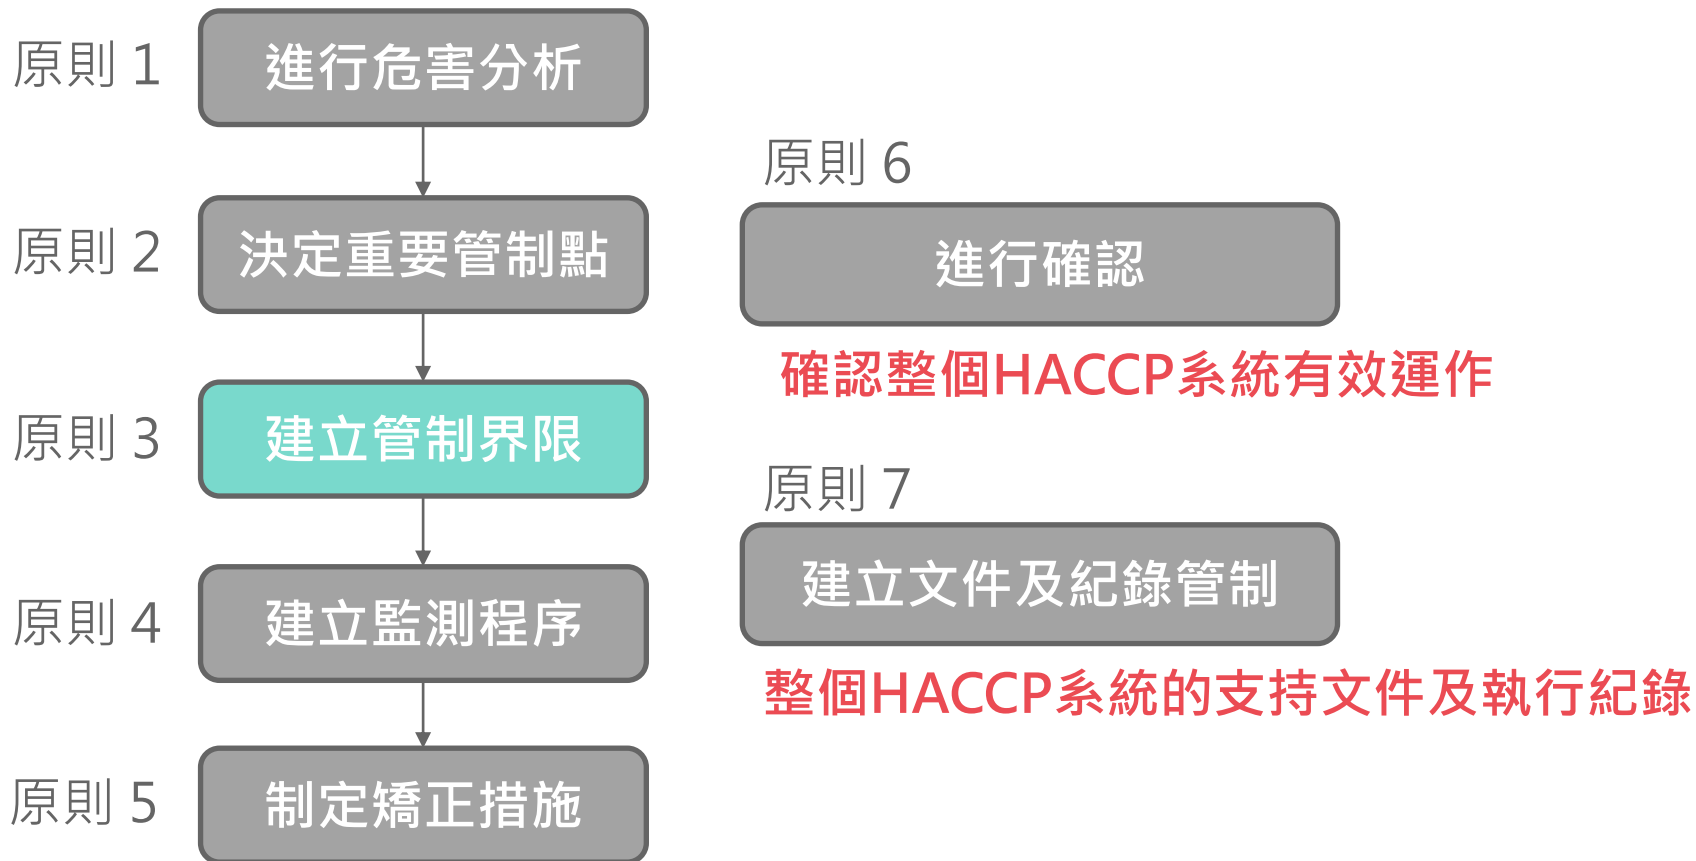 原則 1
進行危害分析
原則 2
決定重要管制點
原則 3
建立管制界限
原則 4
建立監測程序
原則 5
制定矯正措施
原則 6
進行確認
確認整個HACCP系統有效運作
原則 7
建立文件及紀錄管制
整個HACCP系統的支持文件及執行紀錄